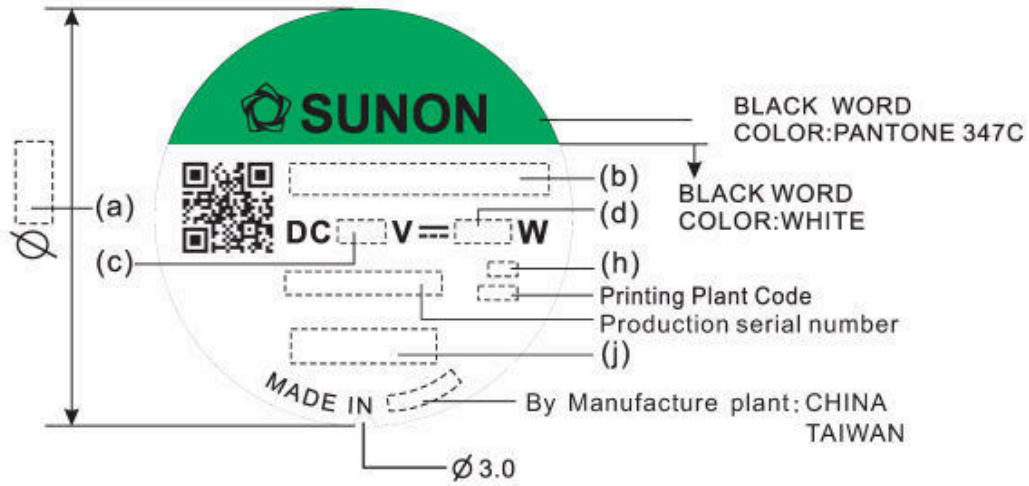 SUNON
BLACK WORD
COLOR:PANTONE 347C
(a)
(b)
BLACK WORD
COLOR:WHITE
DC V W
(d)
Ø
(c)
(h)
Printing Plant Code
Production serial number
(j)
MADE IN
By Manufacture plant: CHINA
TAIWAN
Ø3.0